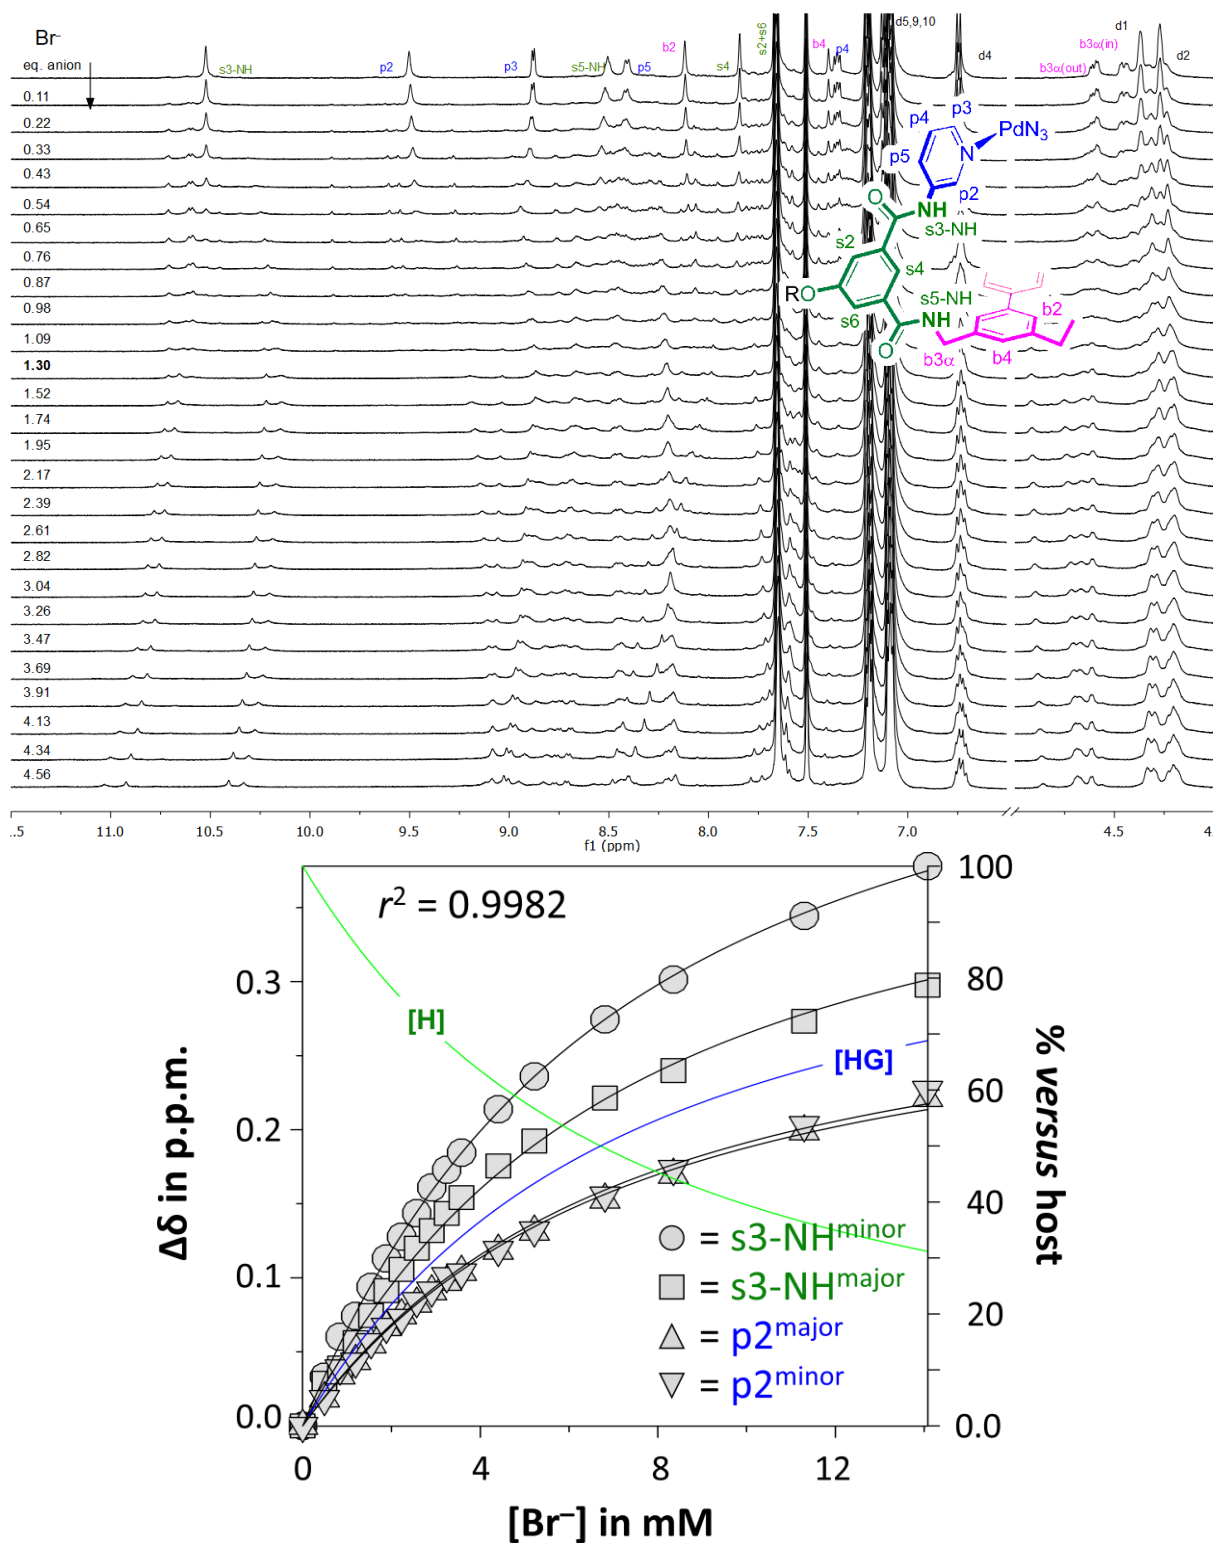 Br⁻
eq. anion
s3-NH
p2
p3
s5-NH
p5
b2
s4
s2+s6
b4
p4
d5,9,10
d4
b3α(out)
b3α(in)
d1
d2
0.11
0.22
0.33
0.43
0.54
0.65
0.76
0.87
0.98
1.09
1.30
1.52
1.74
1.95
2.17
2.39
2.61
2.82
3.04
3.26
3.47
3.69
3.91
4.13
4.34
4.56
p4
p3
PdN₃
p5
N
p2
O
NH
s3-NH
s2
s4
RO
s5-NH
s6
NH
b2
O
b3α
b4
.5
11.0
10.5
10.0
9.5
9.0
8.5
8.0
7.5
7.0
4.5
4.
f1 (ppm)
r² = 0.9982
100
0.3
80
[H]
[HG]
60
0.2
40
0.1
20
0.0
0.0
= s3-NHᵐⁱⁿᵒʳ
= s3-NHᵐᵃʲᵒʳ
= p2ᵐᵃʲᵒʳ
= p2ᵐⁱⁿᵒʳ
Δδ in p.p.m.
% versus host
0
4
8
12
[Br⁻] in mM